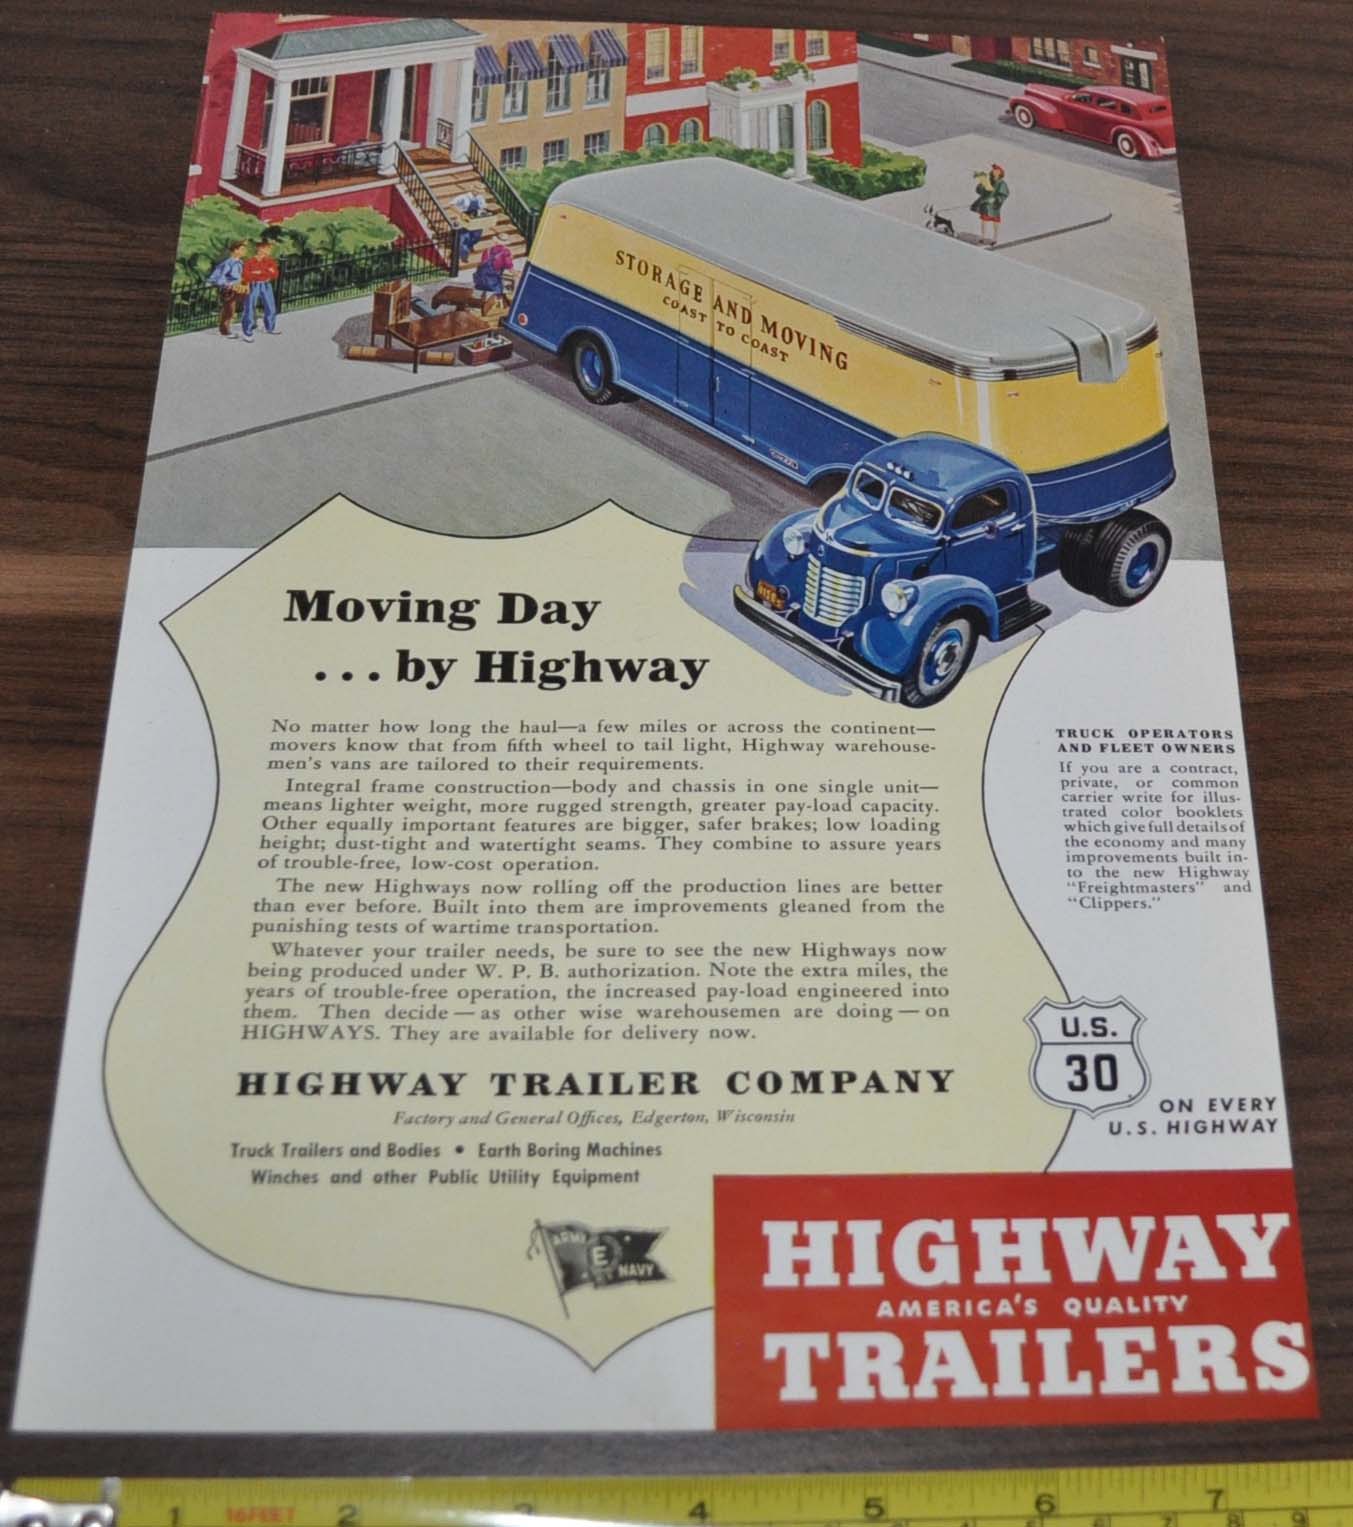 STORAGE AND MOVING
COAST TO COAST
Moving Day
... by Highway
No matter how long the haul—a few miles or across the continent—
movers know that from fifth wheel to tail light, Highway warehouse-
men's vans are tailored to their requirements.
Integral frame construction—body and chassis in one single unit—
means lighter weight, more rugged strength, greater pay-load capacity.
Other equally important features are bigger, safer brakes; low loading
height; dust-tight and watertight seams. They combine to assure years
of trouble-free, low-cost operation.
The new Highways now rolling off the production lines are better
than ever before. Built into them are improvements gleaned from the
punishing tests of wartime transportation.
Whatever your trailer needs, be sure to see the new Highways now
being produced under W. P. B. authorization. Note the extra miles, the
years of trouble-free operation, the increased pay-load engineered into
them. Then decide — as other wise warehousemen are doing — on
HIGHWAYS. They are available for delivery now.
HIGHWAY TRAILER COMPANY
Factory and General Offices, Edgerton, Wisconsin
Truck Trailers and Bodies • Earth Boring Machines
Winches and other Public Utility Equipment
ARMY
E
NAVY
TRUCK OPERATORS
AND FLEET OWNERS
If you are a contract,
private, or common
carrier write for illus-
trated color booklets
which give full details of
the economy and many
improvements built in-
to the new Highway
"Freightmasters" and
"Clippers."
U.S.
30
ON EVERY
U.S. HIGHWAY
HIGHWAY
AMERICA'S QUALITY
TRAILERS
1 16FEET 2 3 4 5 6 7
8 9